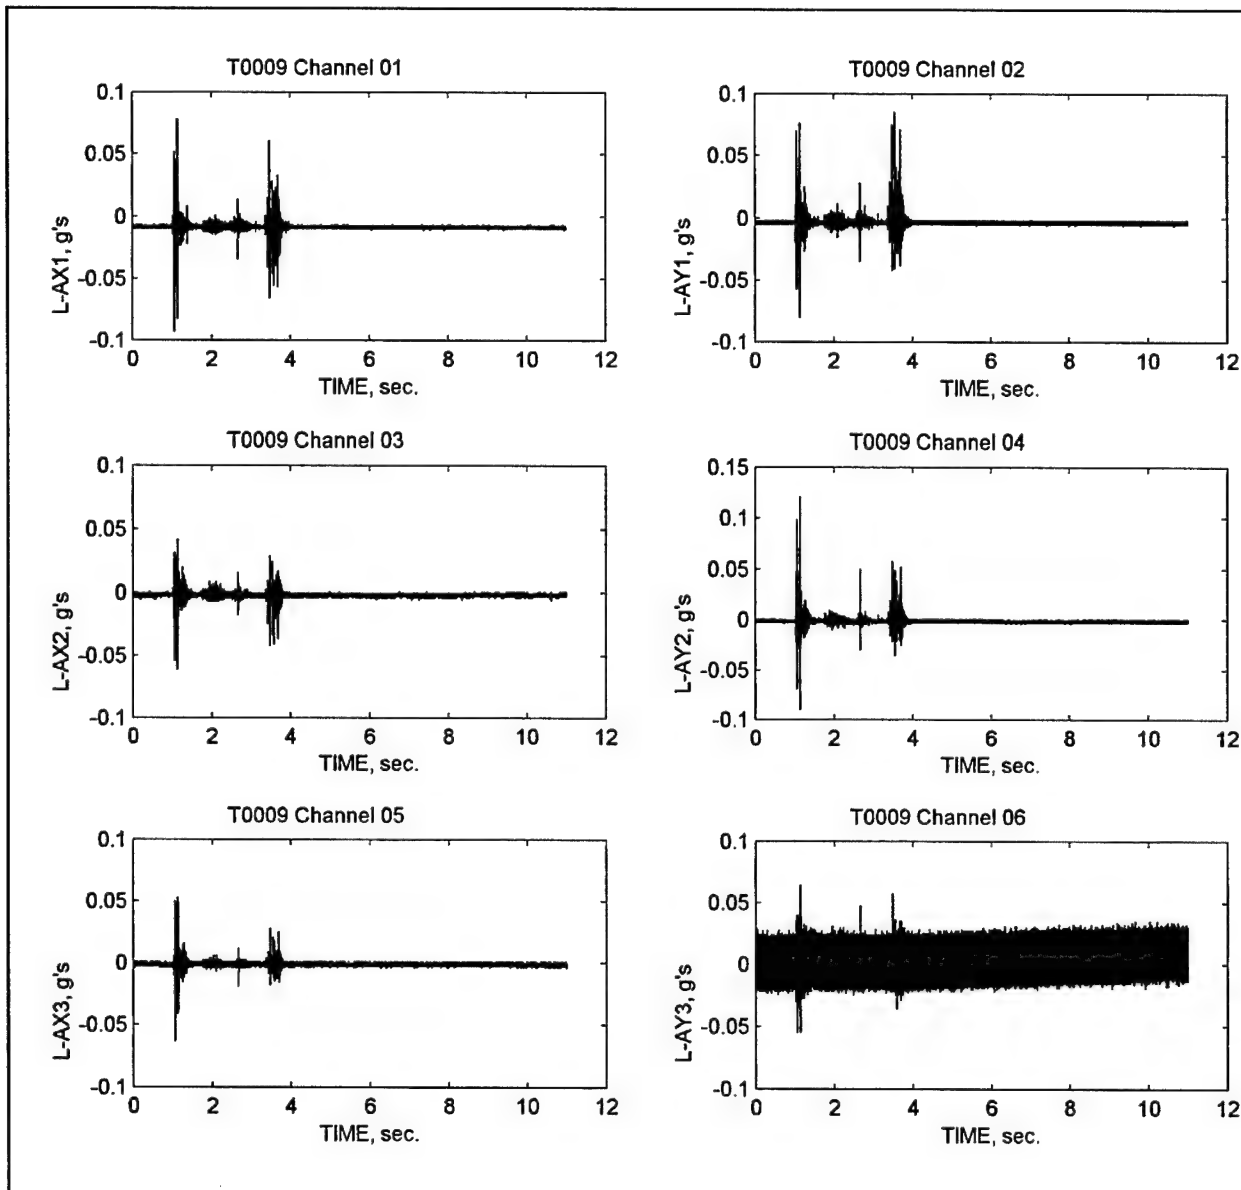 T0009 Channel 01
0.1
0.05
0
-0.05
-0.1
L-AX1, g's
0 2 4 6 8 10 12
TIME, sec.
T0009 Channel 02
0.1
0.05
0
-0.05
-0.1
L-AY1, g's
0 2 4 6 8 10 12
TIME, sec.
T0009 Channel 03
0.1
0.05
0
-0.05
-0.1
L-AX2, g's
0 2 4 6 8 10 12
TIME, sec.
T0009 Channel 04
0.15
0.1
0.05
0
-0.05
-0.1
L-AY2, g's
0 2 4 6 8 10 12
TIME, sec.
T0009 Channel 05
0.1
0.05
0
-0.05
-0.1
L-AX3, g's
0 2 4 6 8 10 12
TIME, sec.
T0009 Channel 06
0.1
0.05
0
-0.05
-0.1
L-AY3, g's
0 2 4 6 8 10 12
TIME, sec.